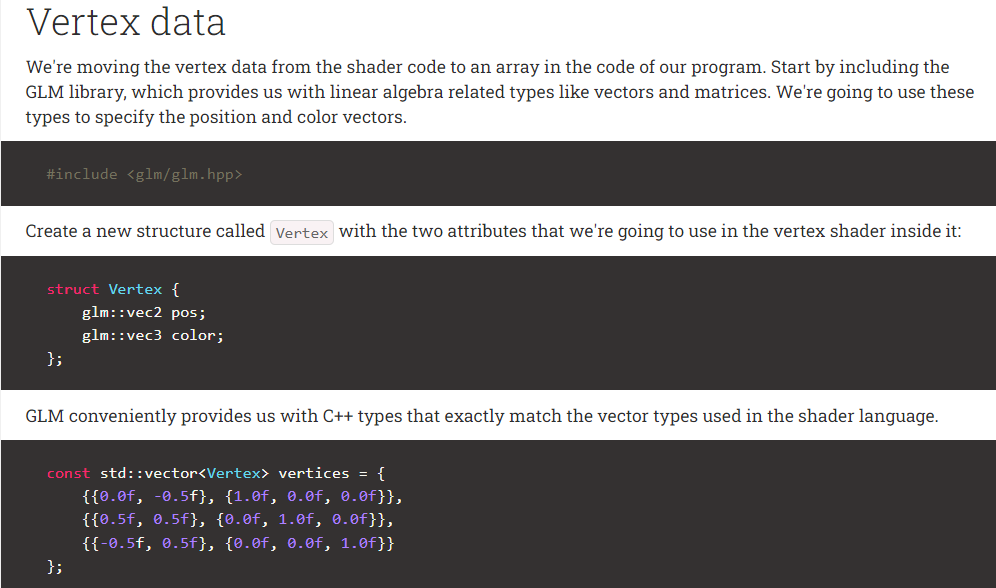 Vertex data
We're moving the vertex data from the shader code to an array in the code of our program. Start by including the
GLM library, which provides us with linear algebra related types like vectors and matrices. We're going to use these
types to specify the position and color vectors.
#include <glm/glm.hpp>
Create a new structure called Vertex with the two attributes that we're going to use in the vertex shader inside it:
struct Vertex {
    glm::vec2 pos;
    glm::vec3 color;
};
GLM conveniently provides us with C++ types that exactly match the vector types used in the shader language.
const std::vector<Vertex> vertices = {
    {{0.0f, -0.5f}, {1.0f, 0.0f, 0.0f}},
    {{0.5f, 0.5f}, {0.0f, 1.0f, 0.0f}},
    {{-0.5f, 0.5f}, {0.0f, 0.0f, 1.0f}}
};